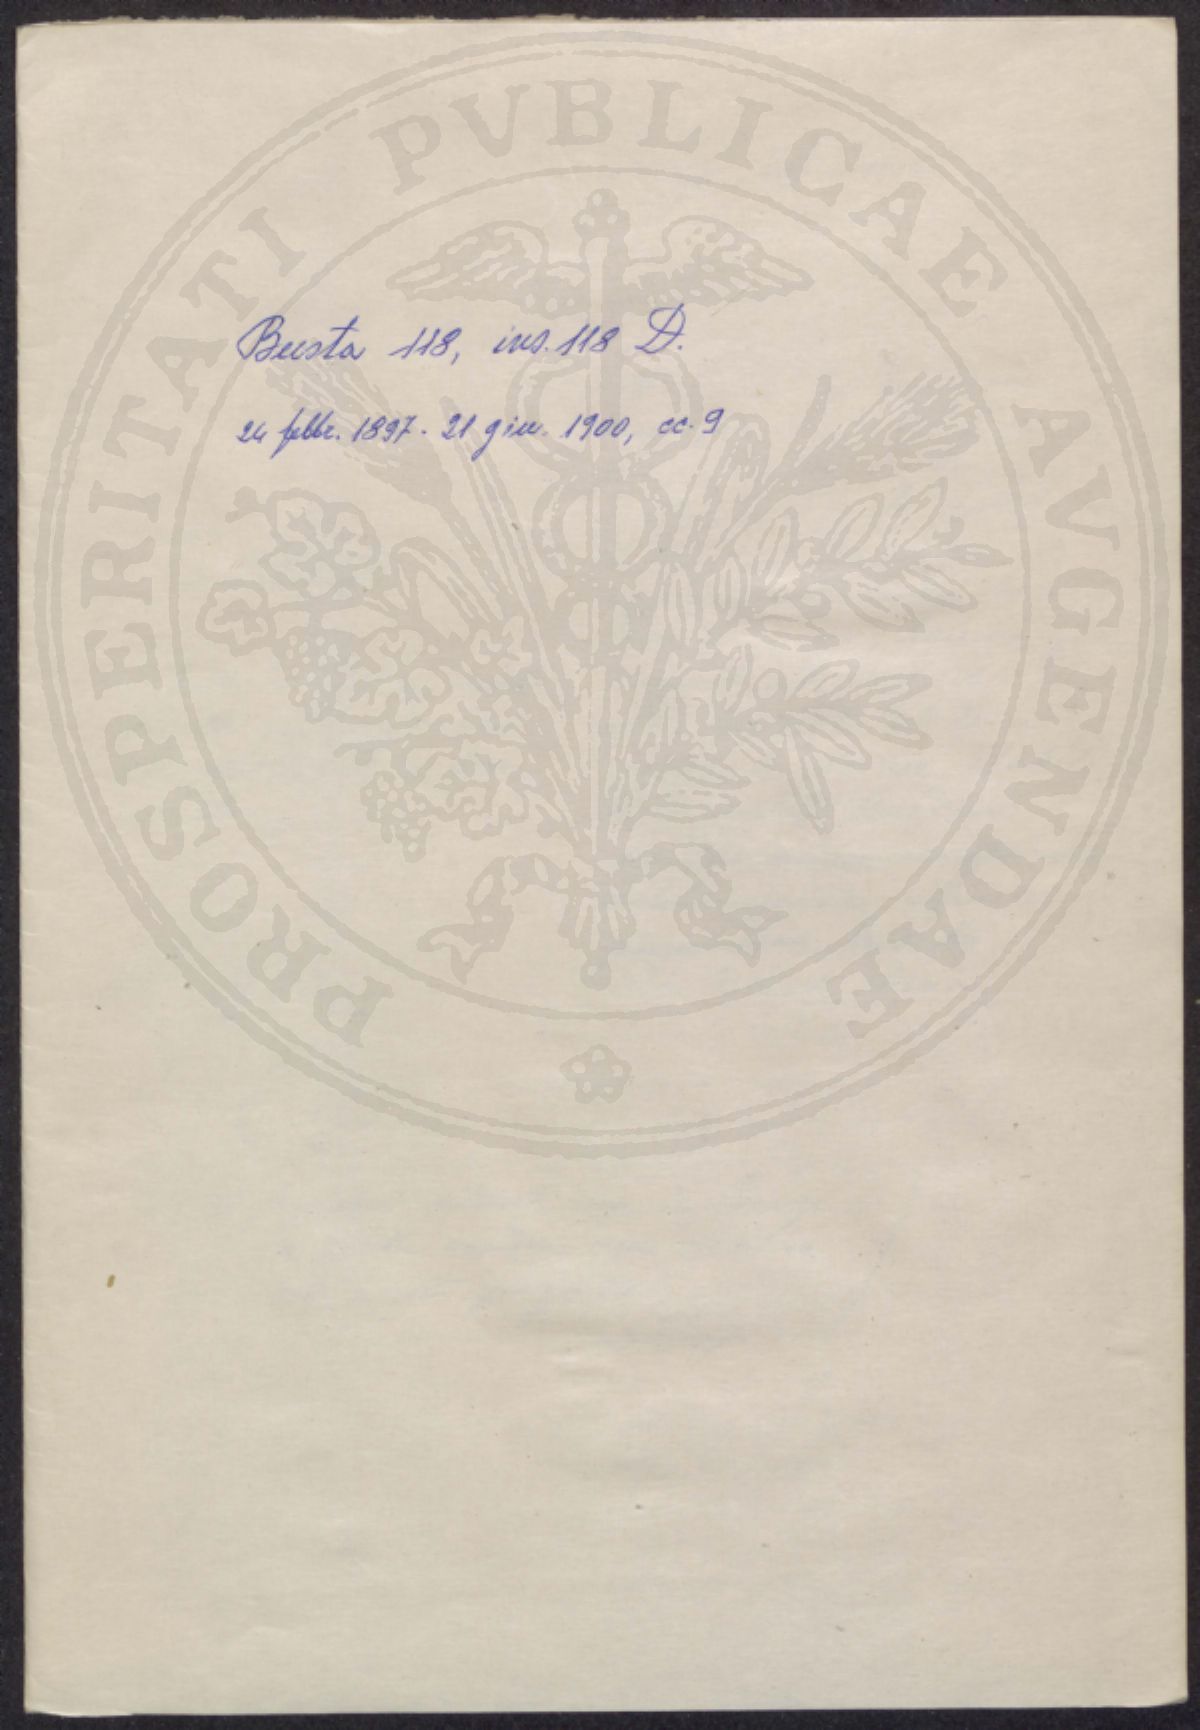 PROSPERITATI PVBLICAE AVGENDAE
Busta 118, ins. 118 D.
24 febbr. 1897 - 21 giu. 1900, cc. 9